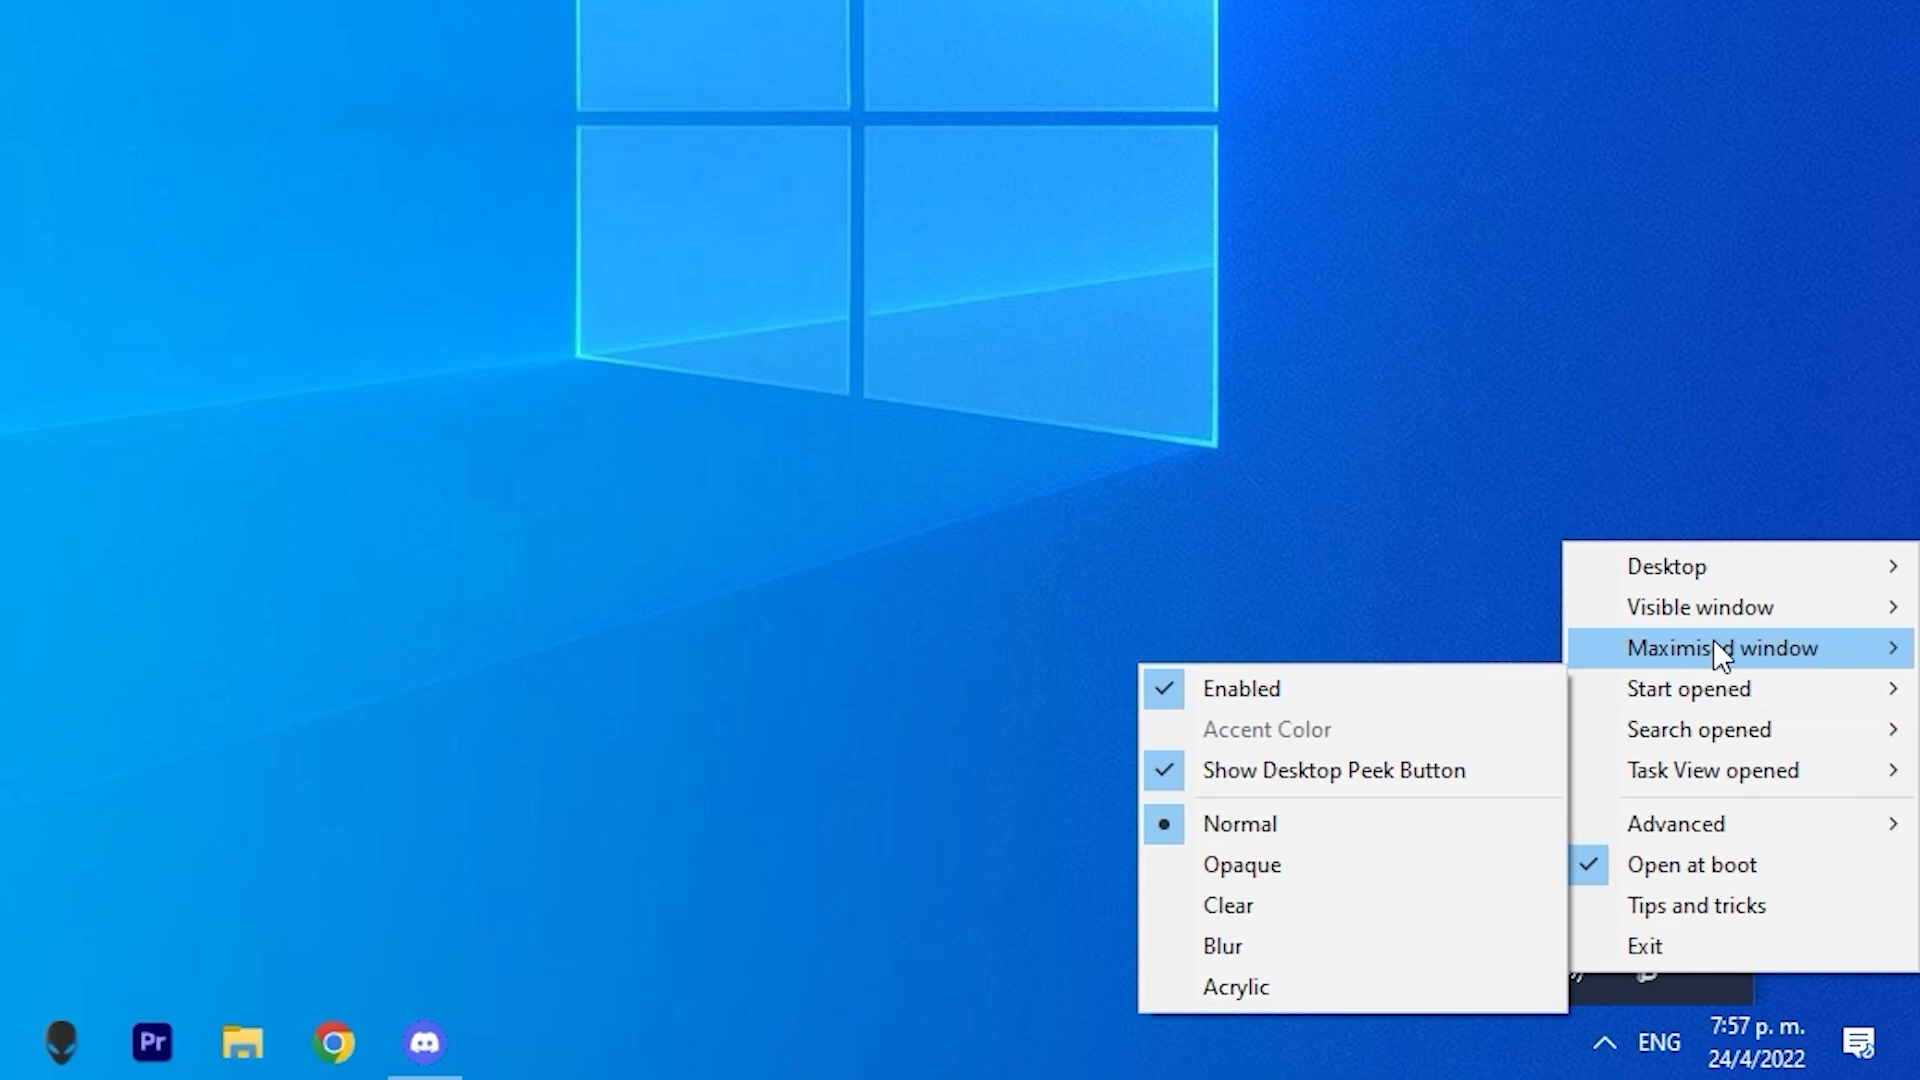 Desktop
Visible window
Maximised window
Start opened
Search opened
Task View opened
Advanced
Open at boot
Tips and tricks
Exit
Enabled
Accent Color
Show Desktop Peek Button
Normal
Opaque
Clear
Blur
Acrylic
Pr
ENG
7:57 p. m.
24/4/2022